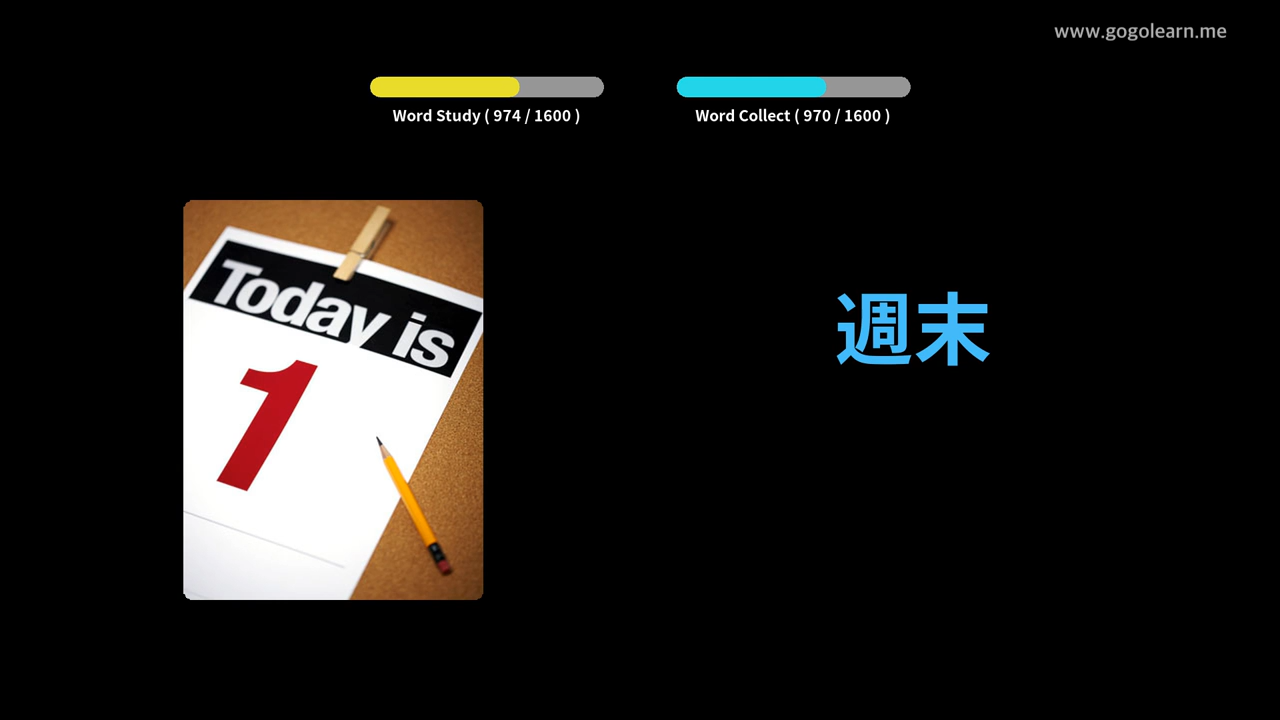 www.gogolearn.me
Word Study ( 974 / 1600 )
Word Collect ( 970 / 1600 )
Today is
1
週末